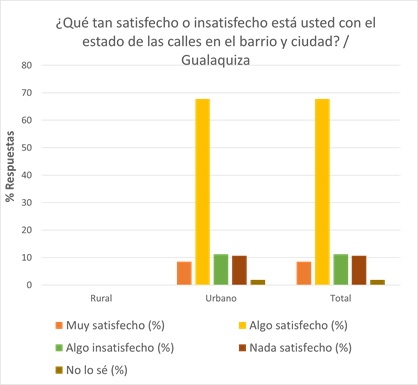 ¿Qué tan satisfecho o insatisfecho está usted con el
estado de las calles en el barrio y ciudad? /
Gualaquiza
% Respuestas
80
70
60
50
40
30
20
10
0
Rural Urbano Total
Muy satisfecho (%) Algo satisfecho (%)
Algo insatisfecho (%) Nada satisfecho (%)
No lo sé (%)